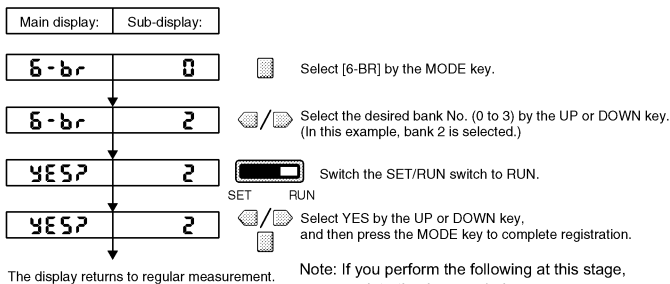 Main display: Sub-display:
6-br 0
Select [6-BR] by the MODE key.
6-br 2
Select the desired bank No. (0 to 3) by the UP or DOWN key.
(In this example, bank 2 is selected.)
YES? 2
Switch the SET/RUN switch to RUN.
SET RUN
YES? 2
Select YES by the UP or DOWN key,
and then press the MODE key to complete registration.
The display returns to regular measurement.
Note: If you perform the following at this stage,